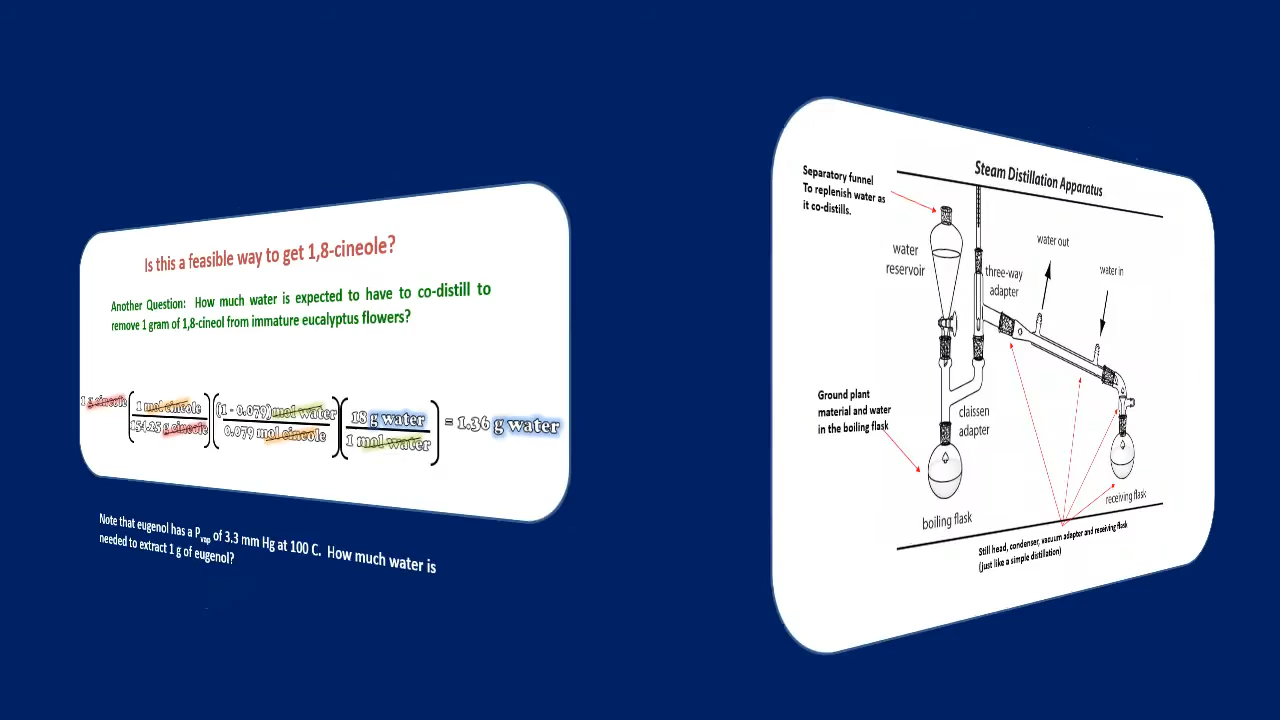 Is this a feasible way to get 1,8-cineole?
Another Question: How much water is expected to have to co-distill to
remove 1 gram of 1,8-cineol from immature eucalyptus flowers?
1 g cineole (1 mol cineole / 154.25 g cineole) ((1 - 0.079) mol water / 0.079 mol cineole) (18 g water / 1 mol water) = 1.36 g water
Note that eugenol has a Pvap of 3.3 mm Hg at 100 C. How much water is
needed to extract 1 g of eugenol?
Steam Distillation Apparatus
Separatory funnel
To replenish water as
it co-distills.
water
reservoir
three-way
adapter
water out
water in
Ground plant
material and water
in the boiling flask
claissen
adapter
boiling flask
receiving flask
Still head, condenser, vacuum adapter and receiving flask
(just like a simple distillation)